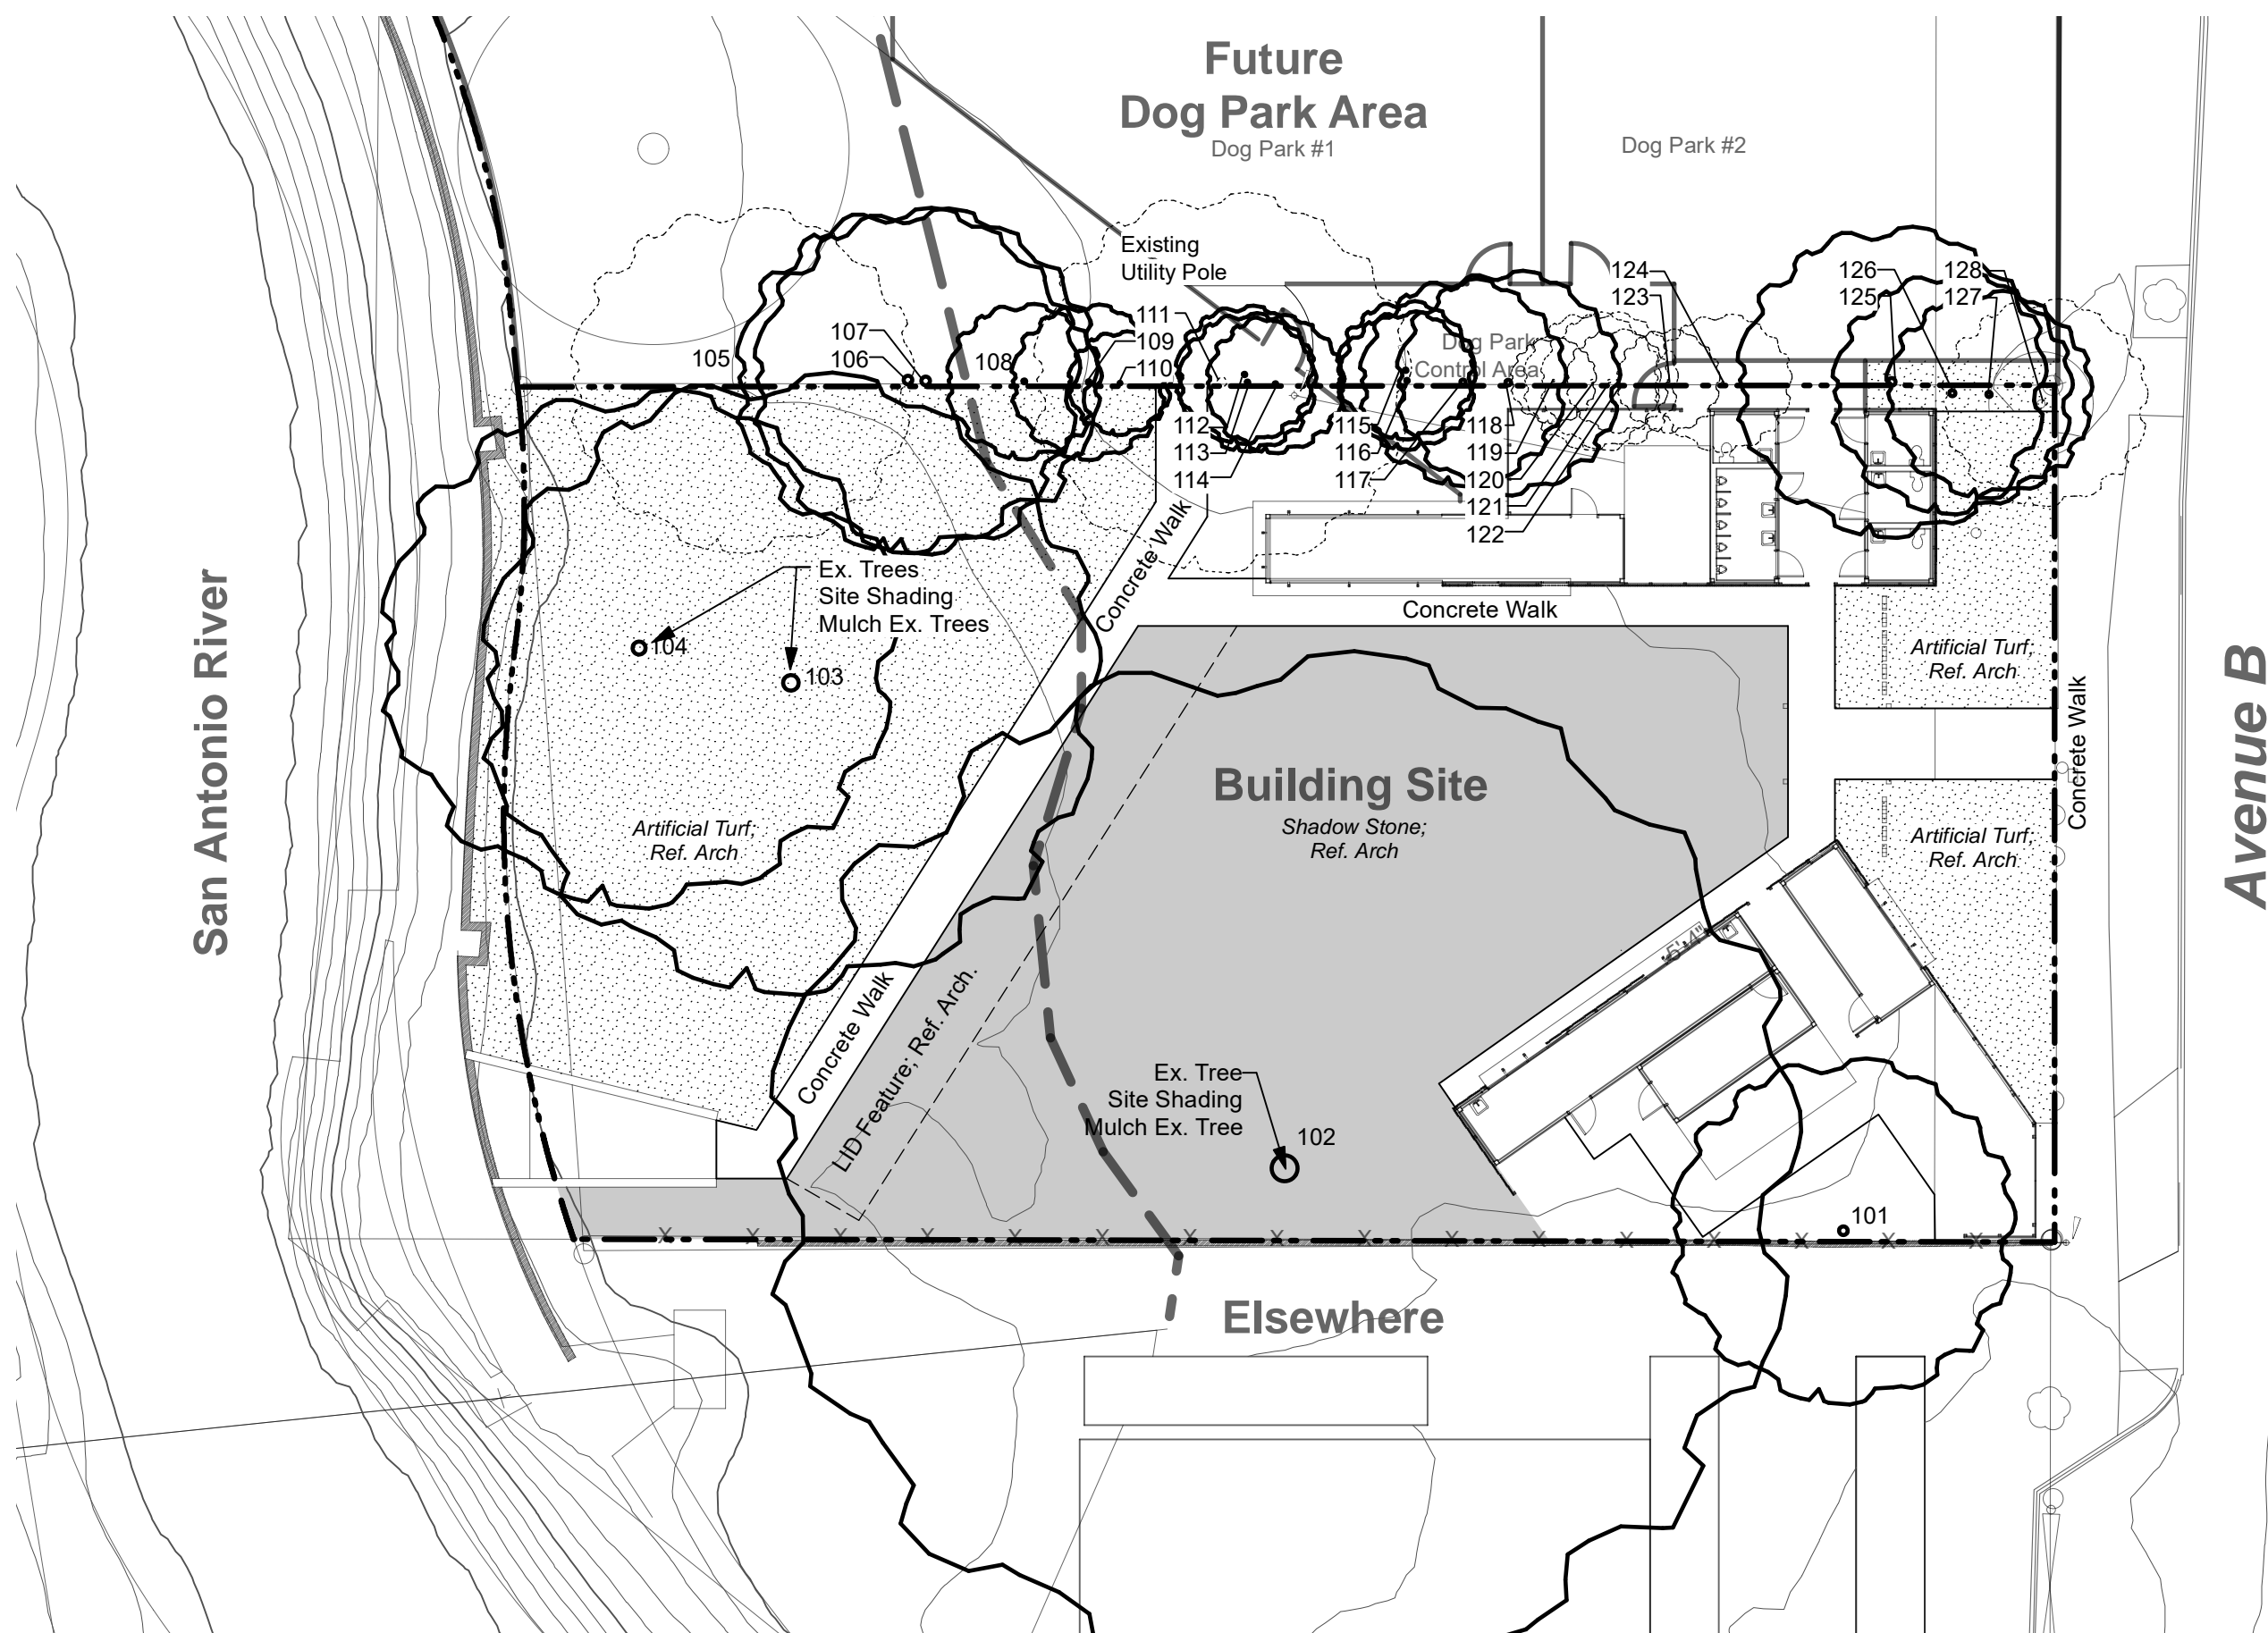 Future
Dog Park Area
Dog Park #1
Dog Park #2
Existing
Utility Pole
124
123
126
125
128
127
111
109
110
107
106
105
108
Dog Park
Control Area
112
113
114
115
116
117
118
119
120
121
122
Concrete Walk
Concrete Walk
Ex. Trees
Site Shading
Mulch Ex. Trees
104
103
Artificial Turf;
Ref. Arch
Concrete Walk
San Antonio River
Avenue B
Building Site
Shadow Stone;
Ref. Arch
Artificial Turf;
Ref. Arch
Artificial Turf;
Ref. Arch
5'-4"
Concrete Walk
LID Feature; Ref. Arch.
Ex. Tree
Site Shading
Mulch Ex. Tree
102
101
X X X X X X X X X X X X X X X X
Elsewhere